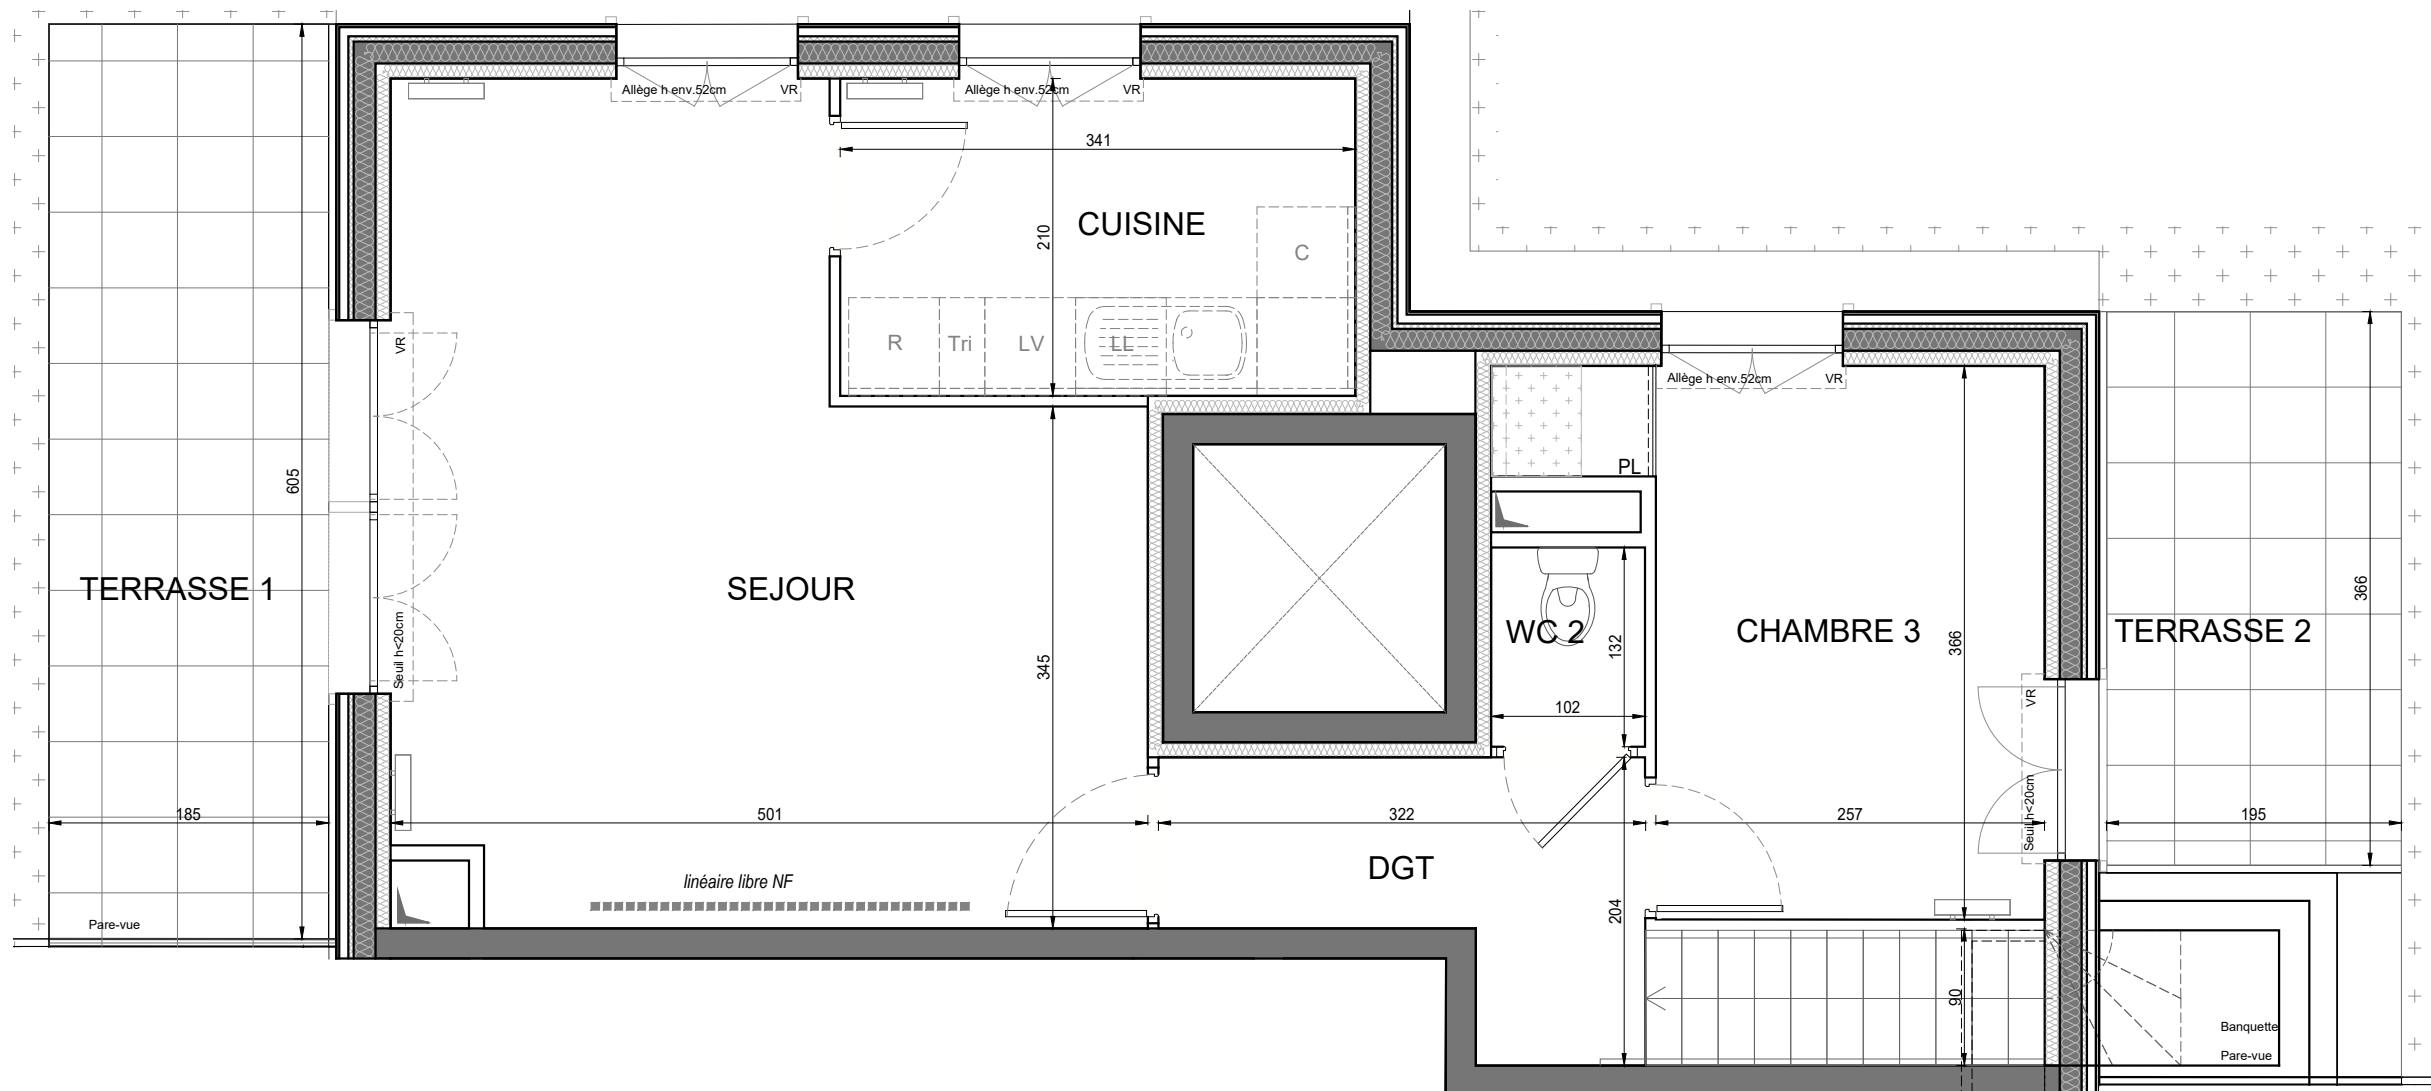 Allège h env.52cm
VR
Allège h env.52cm
VR
341
CUISINE
210
C
R
Tri
LV
LL
VR
Allège h env.52cm
VR
PL
605
TERRASSE 1
SEJOUR
345
Seuil h<20cm
WC 2
132
102
CHAMBRE 3
366
TERRASSE 2
366
VR
Seuil h<20cm
185
501
322
257
195
DGT
linéaire libre NF
204
Pare-vue
90
Banquette
Pare-vue